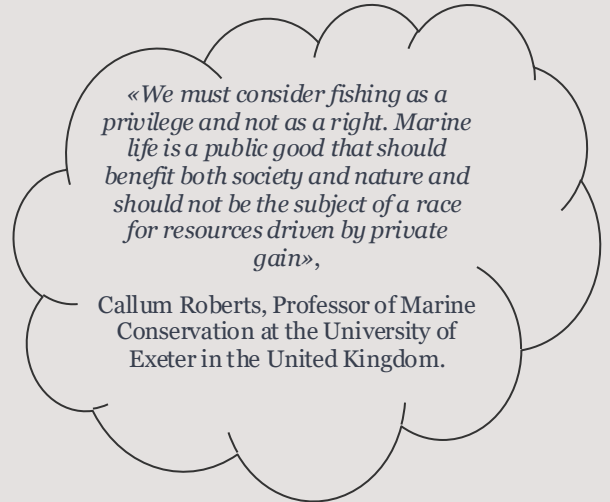 «We must consider fishing as a
privilege and not as a right. Marine
life is a public good that should
benefit both society and nature and
should not be the subject of a race
for resources driven by private
gain»,
Callum Roberts, Professor of Marine
Conservation at the University of
Exeter in the United Kingdom.